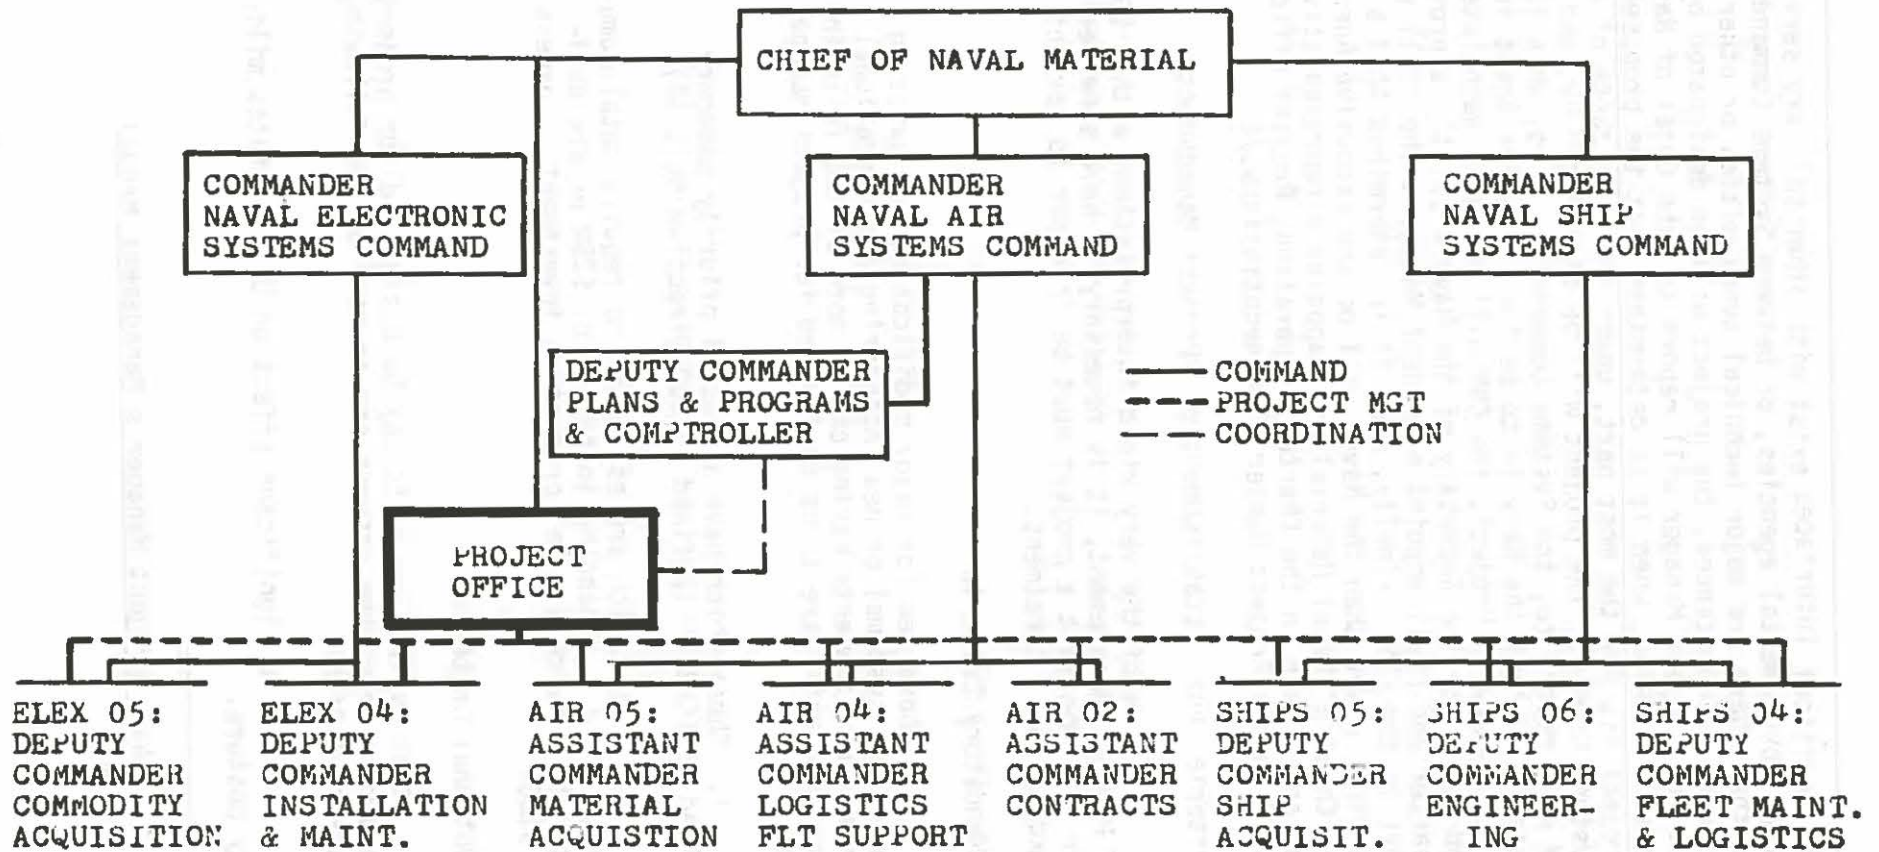 CHIEF OF NAVAL MATERIAL
COMMANDER
NAVAL ELECTRONIC
SYSTEMS COMMAND
COMMANDER
NAVAL AIR
SYSTEMS COMMAND
COMMANDER
NAVAL SHIP
SYSTEMS COMMAND
DEPUTY COMMANDER
PLANS & PROGRAMS
& COMPTROLLER
COMMAND
PROJECT MGT
COORDINATION
PROJECT
OFFICE
ELEX 05:
DEPUTY
COMMANDER
COMMODITY
ACQUISITION
ELEX 04:
DEPUTY
COMMANDER
INSTALLATION
& MAINT.
AIR 05:
ASSISTANT
COMMANDER
MATERIAL
ACQUISTION
AIR 04:
ASSISTANT
COMMANDER
LOGISTICS
FLT SUPPORT
AIR 02:
ASSISTANT
COMMANDER
CONTRACTS
SHIPS 05:
DEPUTY
COMMANDER
SHIP
ACQUISIT.
SHIPS 06:
DEPUTY
COMMANDER
ENGINEER-
ING
SHIPS 04:
DEPUTY
COMMANDER
FLEET MAINT.
& LOGISTICS